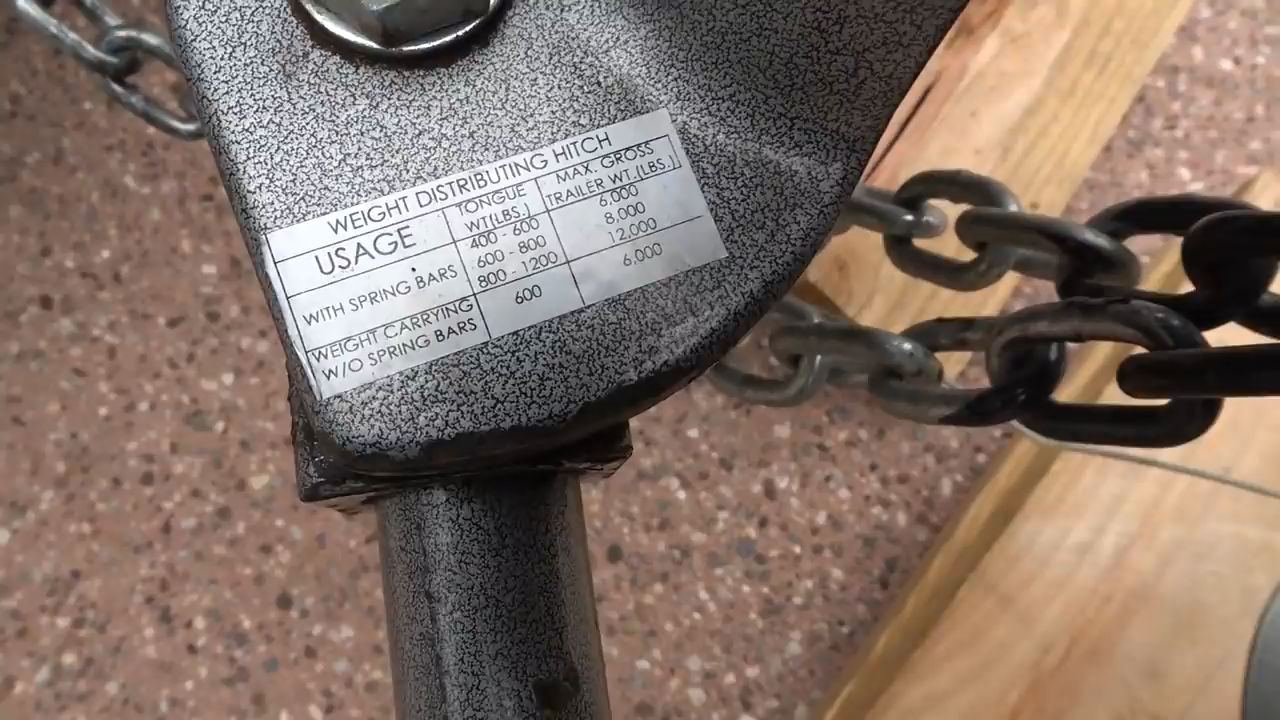 WEIGHT DISTRIBUTING HITCH
USAGE
TONGUE
WT(LBS.)
MAX. GROSS
TRAILER WT.(LBS.)
WITH SPRING BARS
400 - 600
6.000
600 - 800
8,000
800 - 1200
12,000
WEIGHT CARRYING
W/O SPRING BARS
600
6.000